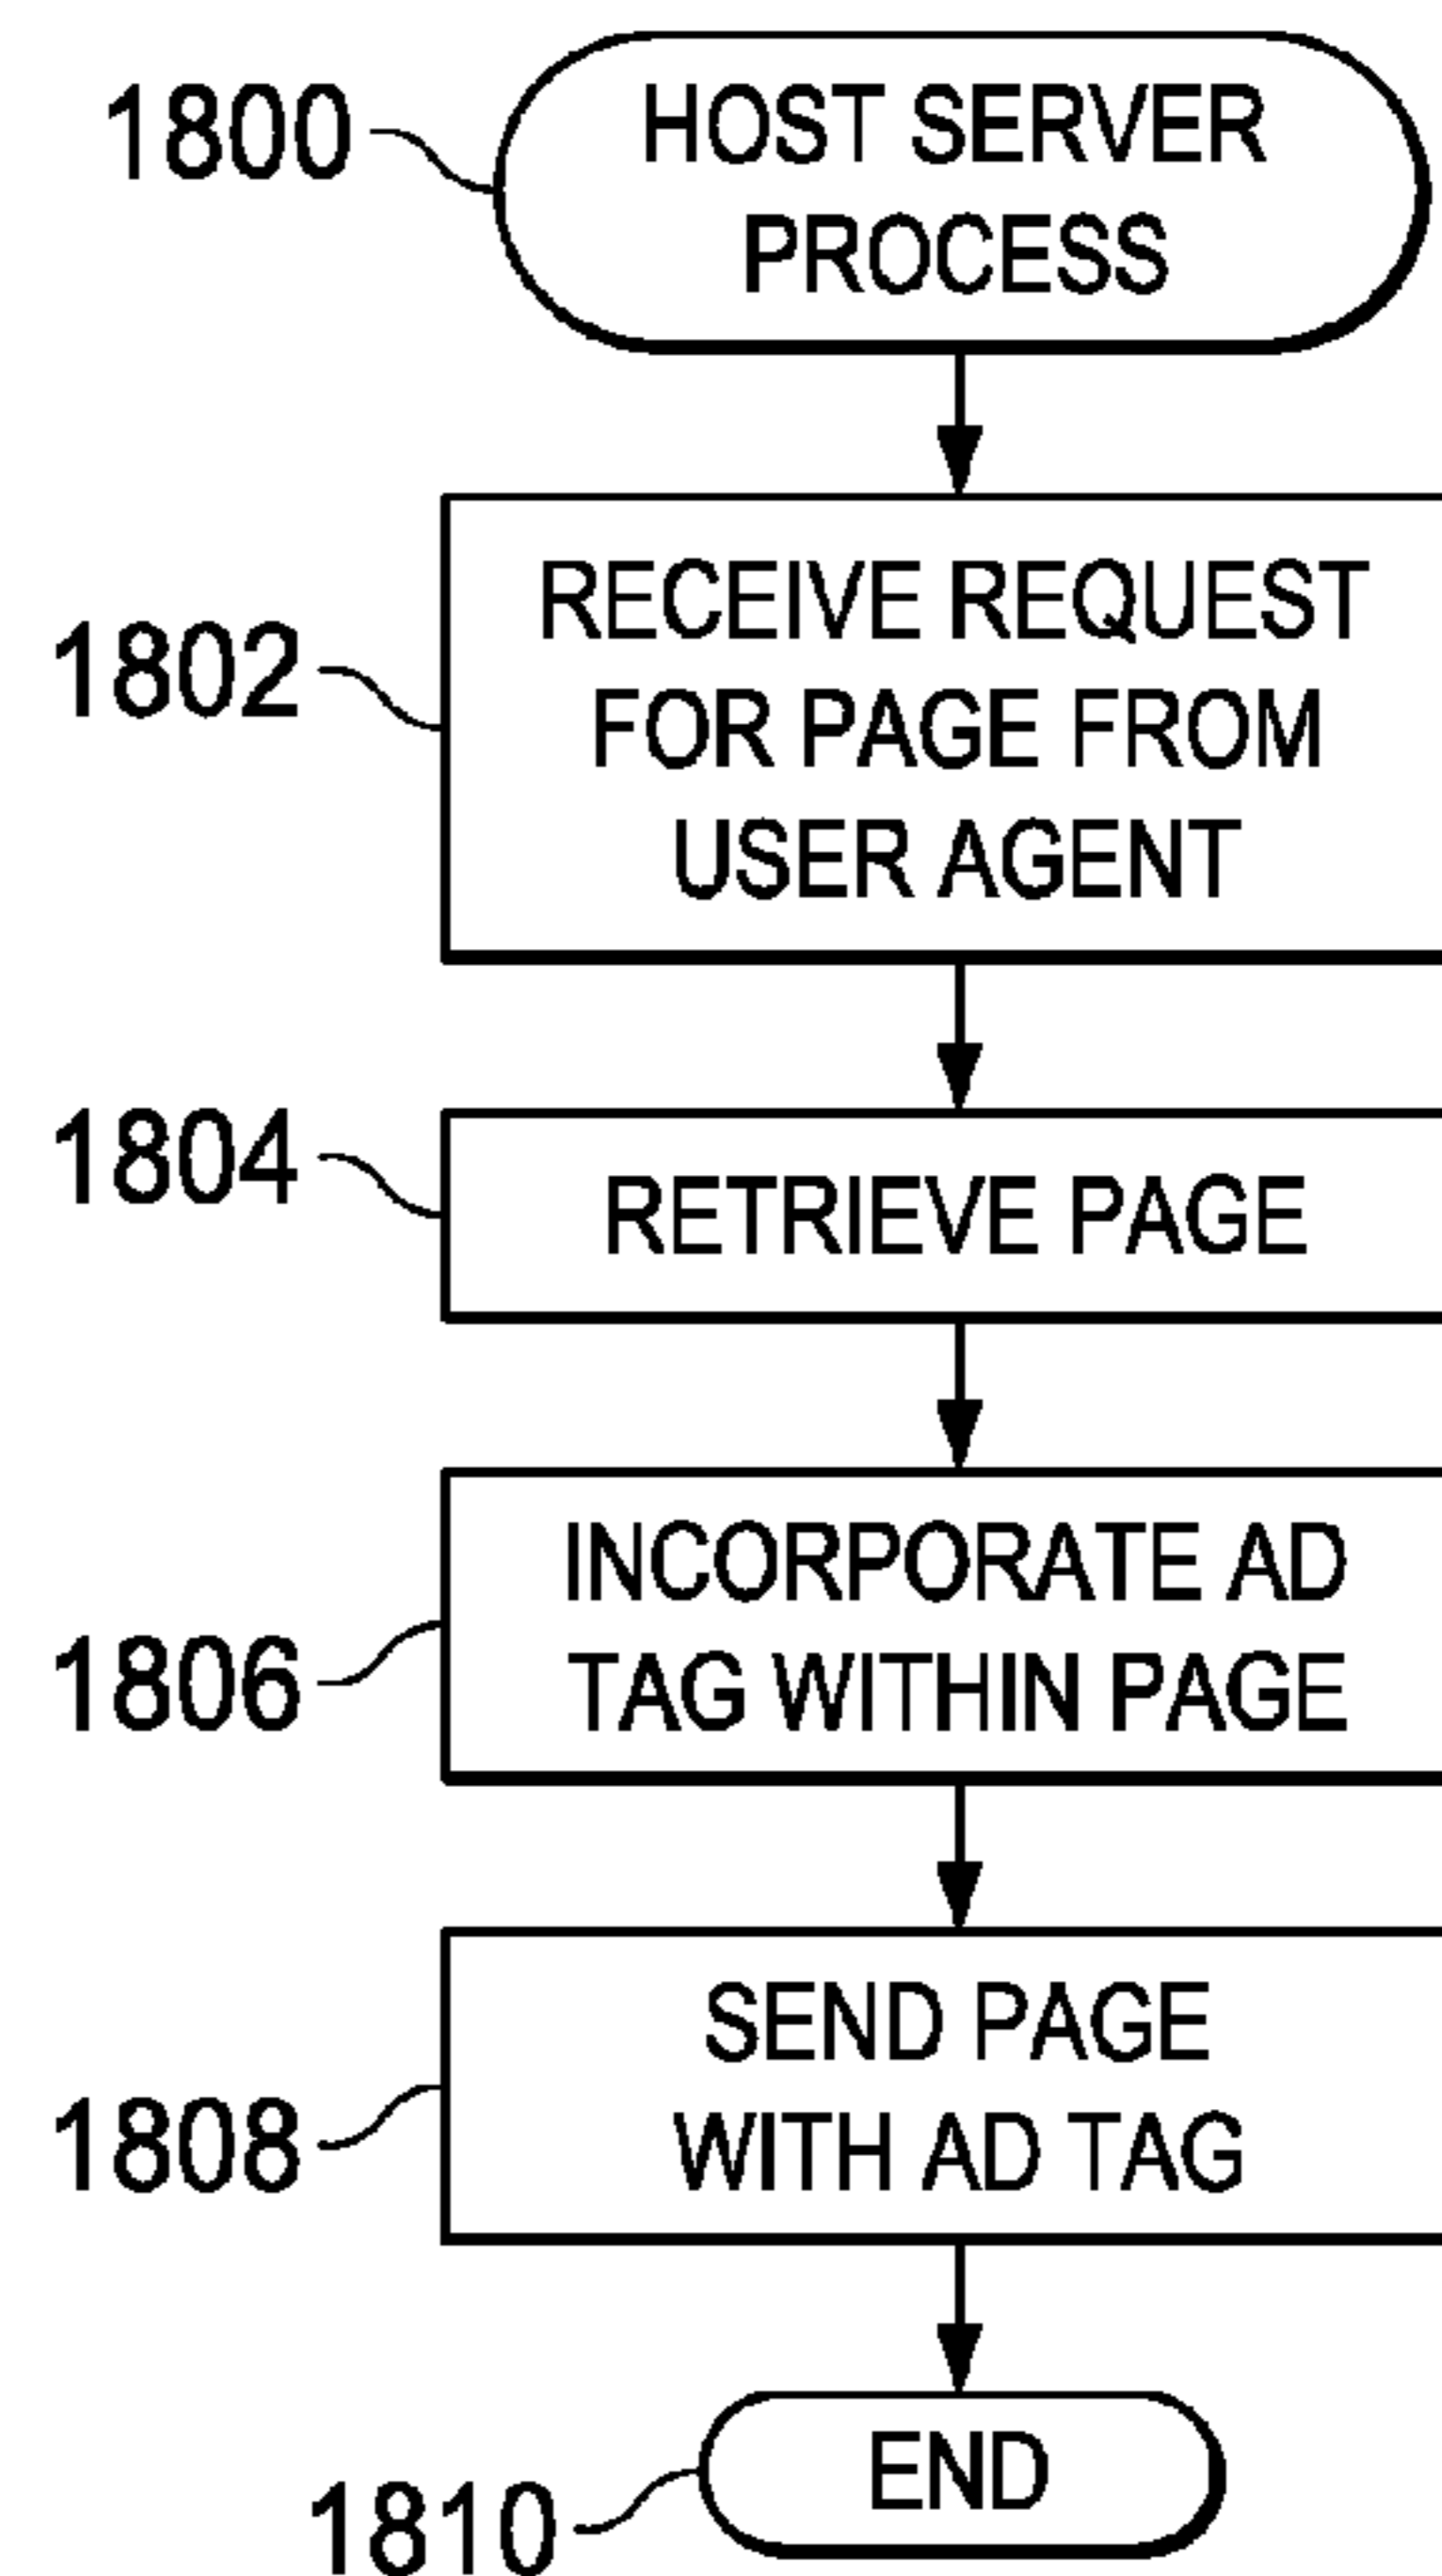 1800
HOST SERVER
PROCESS
1802
RECEIVE REQUEST
FOR PAGE FROM
USER AGENT
1804
RETRIEVE PAGE
1806
INCORPORATE AD
TAG WITHIN PAGE
1808
SEND PAGE
WITH AD TAG
1810
END